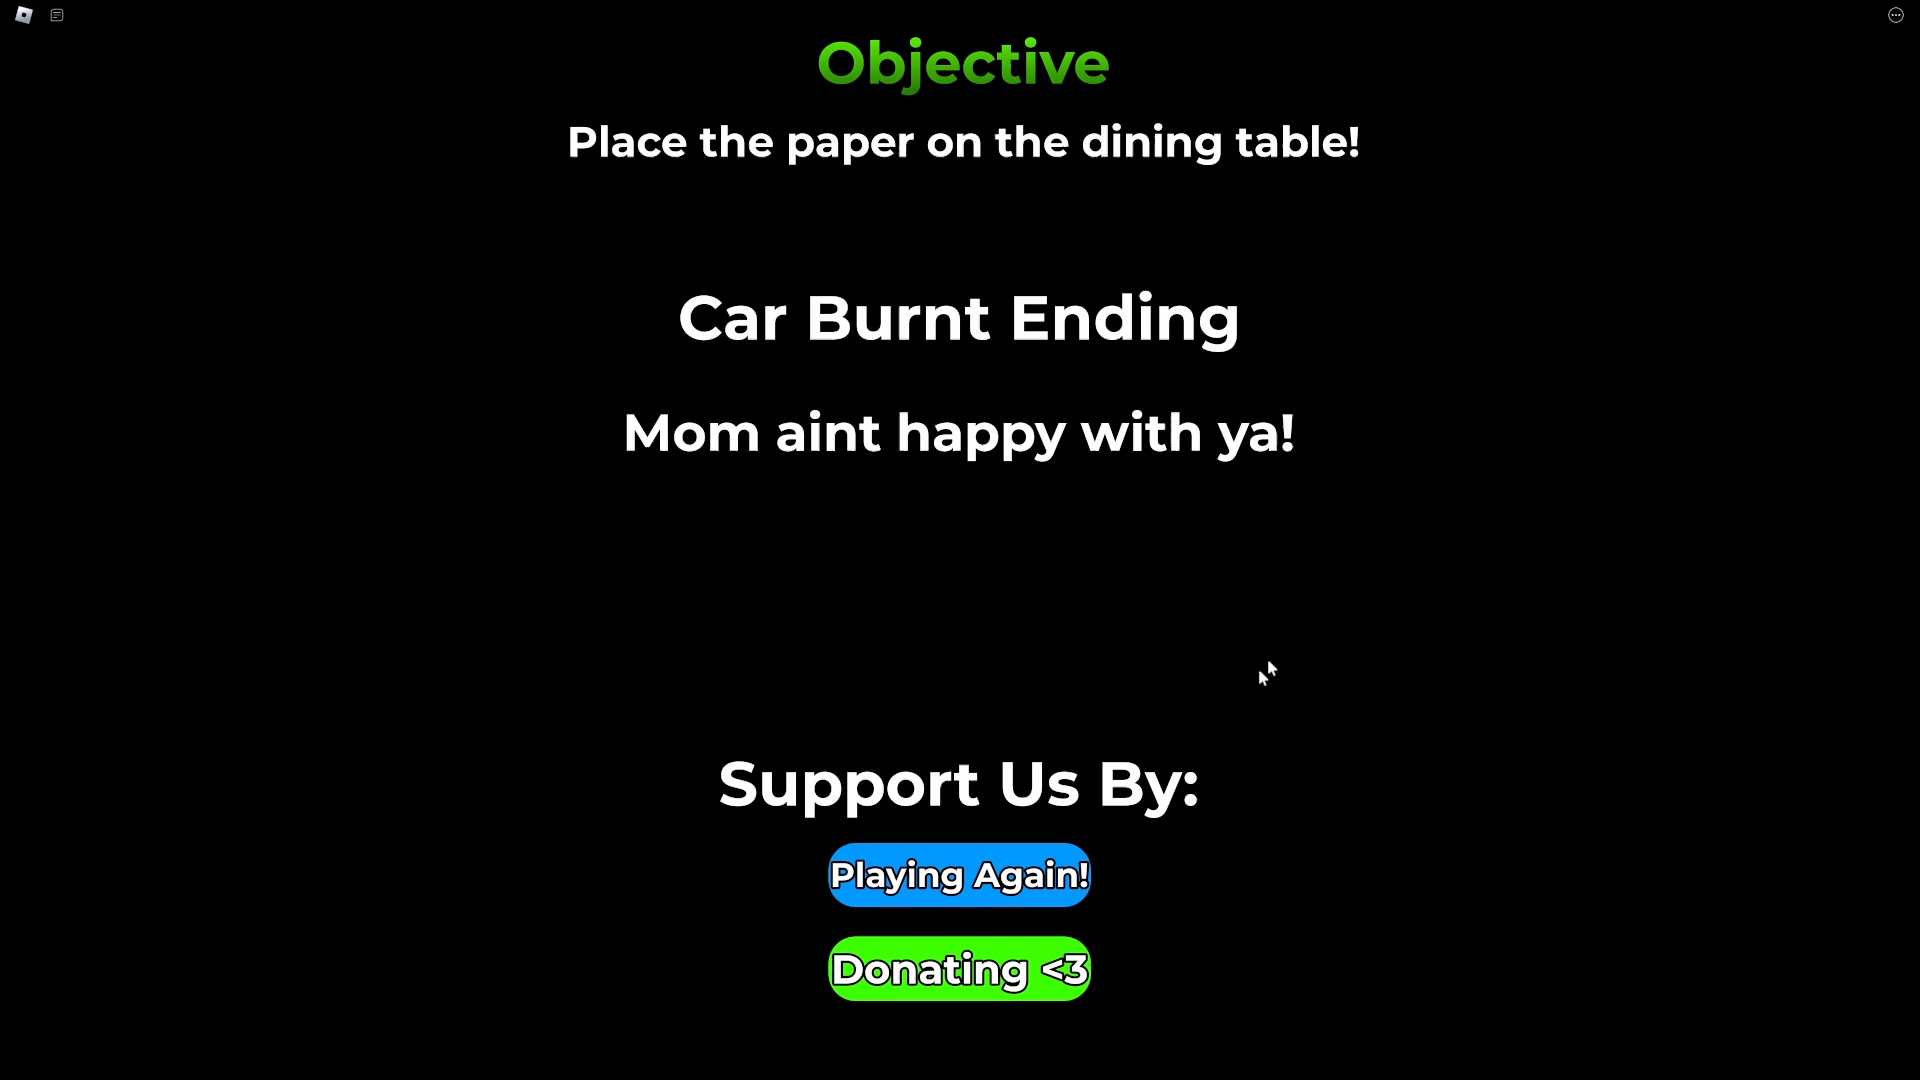 Objective
Place the paper on the dining table!
Car Burnt Ending
Mom aint happy with ya!
Support Us By:
Playing Again!
Donating <3